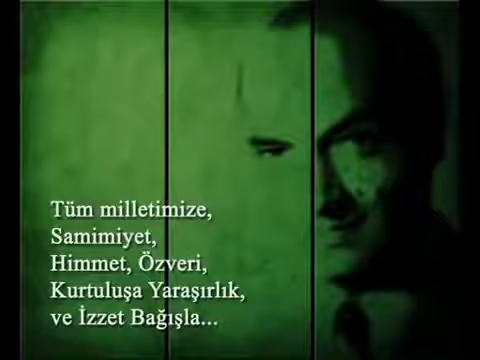 Tüm milletimize,
Samimiyet,
Himmet, Özveri,
Kurtuluşa Yaraşırlık,
ve İzzet Bağışla...